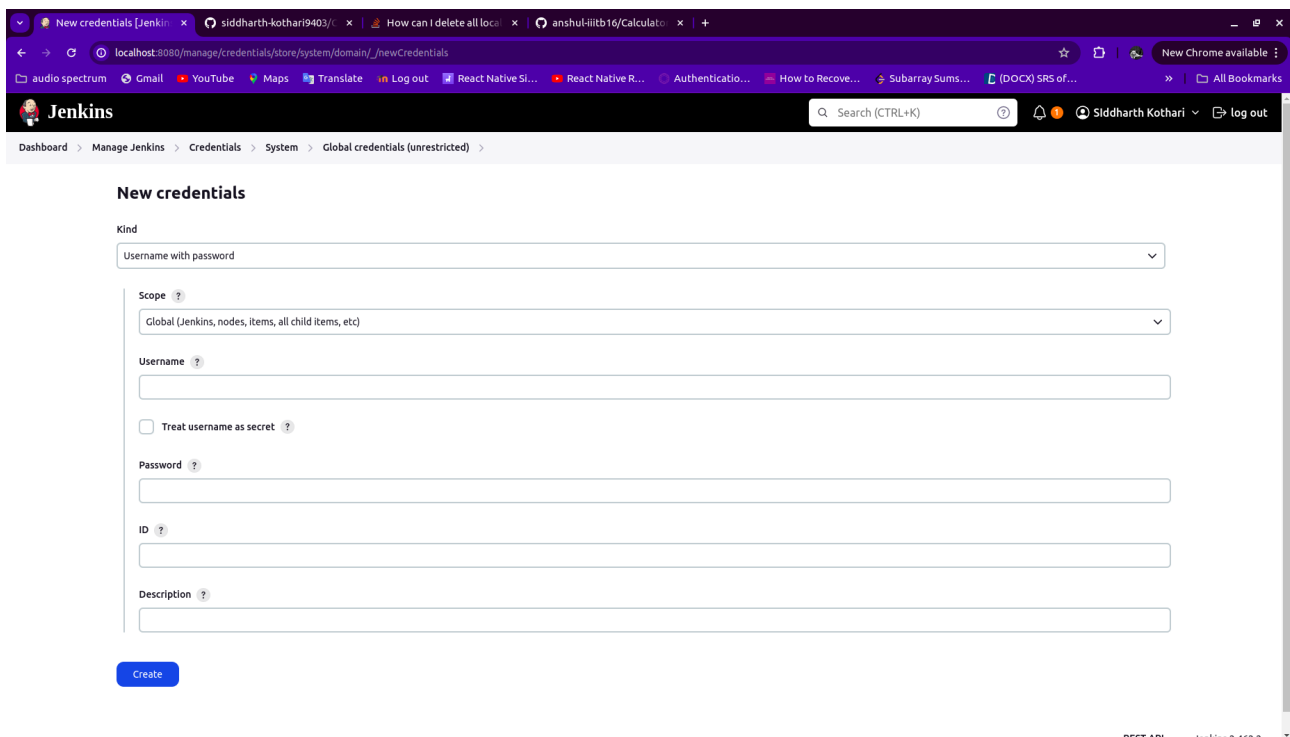 New credentials [Jenkin
siddharth-kothari9403/C
How can I delete all local
anshul-iiitb16/Calculato
localhost:8080/manage/credentials/store/system/domain/_/newCredentials
New Chrome available
audio spectrum Gmail YouTube Maps Translate Log out React Native Si... React Native R... Authenticatio... How to Recove... Subarray Sums... (DOCX) SRS of... » All Bookmarks
Jenkins Search (CTRL+K) ? 1 SIddharth Kothari log out
Dashboard > Manage Jenkins > Credentials > System > Global credentials (unrestricted) >
New credentials
Kind
Username with password
Scope ?
Global (Jenkins, nodes, items, all child items, etc)
Username ?
Treat username as secret ?
Password ?
ID ?
Description ?
Create
REST API